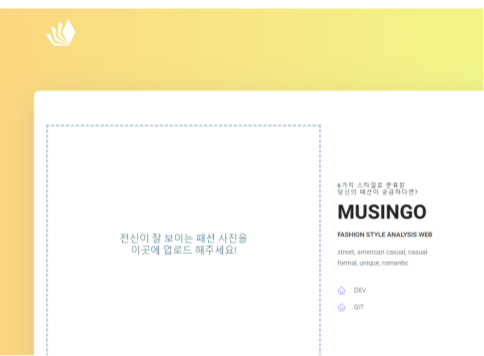 전신이 잘 보이는 패션 사진을
이곳에 업로드 해주세요!
6가지 스타일로 분류된
당신의 패션이 궁금하다면?
MUSINGO
FASHION STYLE ANALYSIS WEB
street, american casual, casual
formal, unique, romantic
DEV
GIT